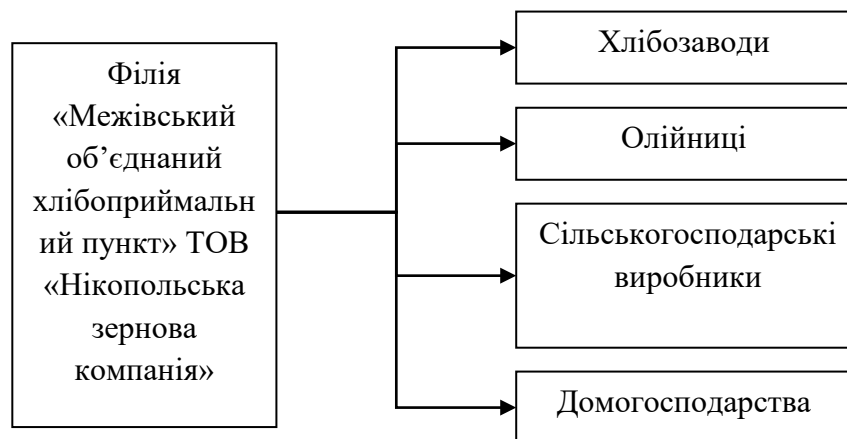 Філія
«Межівський
об’єднаний
хлібоприймальн
ий пункт» ТОВ
«Нікопольська
зернова
компанія»
Хлібозаводи
Олійниці
Сільськогосподарські
виробники
Домогосподарства